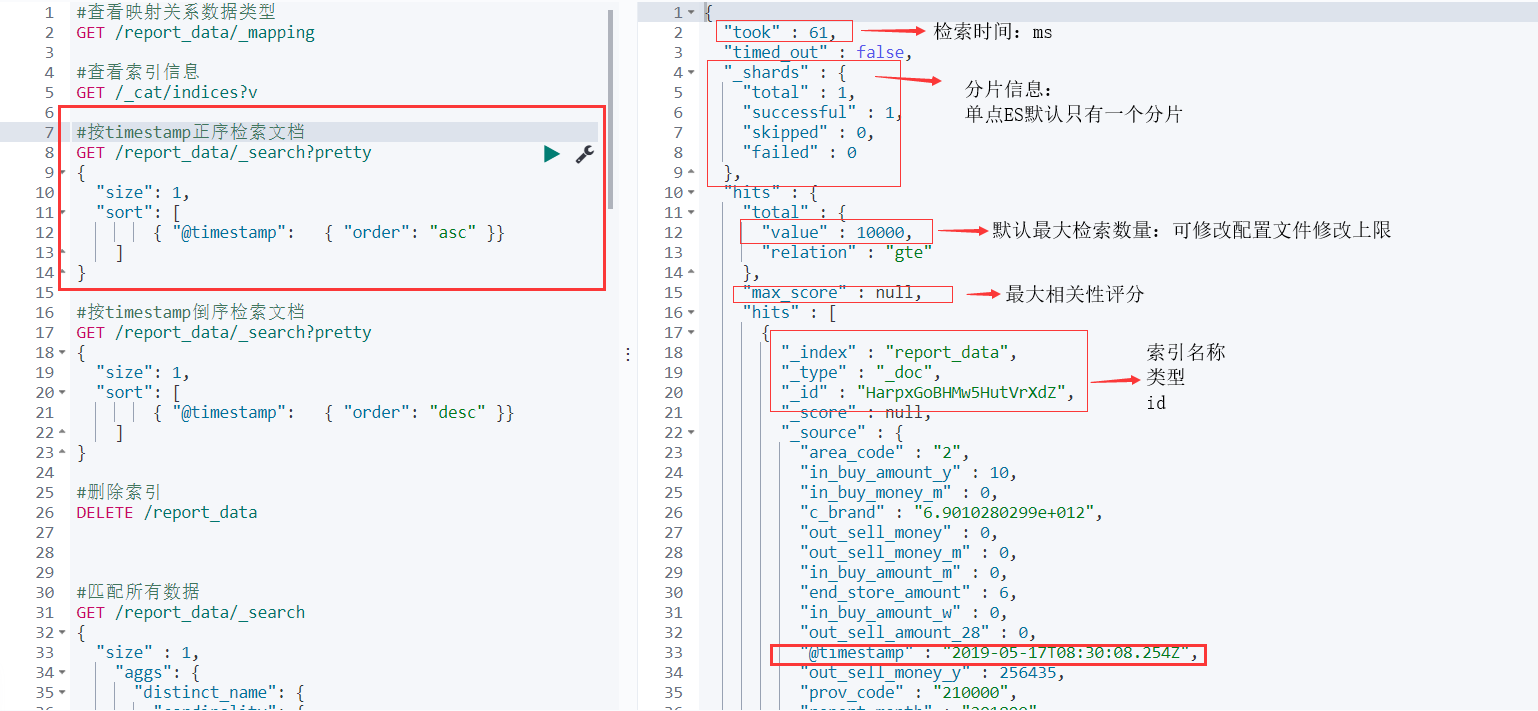 1 #查看映射关系数据类型
2 GET /report_data/_mapping
3
4 #查看索引信息
5 GET /_cat/indices?v
6
7 #按timestamp正序检索文档
8 GET /report_data/_search?pretty
9 {
10 "size": 1,
11 "sort": [
12 { "@timestamp": { "order": "asc" }}
13 ]
14 }
15
16 #按timestamp倒序检索文档
17 GET /report_data/_search?pretty
18 {
19 "size": 1,
20 "sort": [
21 { "@timestamp": { "order": "desc" }}
22 ]
23 }
24
25 #删除索引
26 DELETE /report_data
27
28
29
30 #匹配所有数据
31 GET /report_data/_search
32 {
33 "size" : 1,
34 "aggs": {
35 "distinct_name": {
1 {
2 "took" : 61,
检索时间：ms
3 "timed_out" : false,
4 "_shards" : {
5 "total" : 1,
6 "successful" : 1,
7 "skipped" : 0,
8 "failed" : 0
9 },
分片信息：
单点ES默认只有一个分片
10 "hits" : {
11 "total" : {
12 "value" : 10000,
默认最大检索数量：可修改配置文件修改上限
13 "relation" : "gte"
14 },
15 "max_score" : null,
最大相关性评分
16 "hits" : [
17 {
18 "_index" : "report_data",
19 "_type" : "_doc",
20 "_id" : "HarpxGoBHMw5HutVrXdZ",
索引名称
类型
id
21 "_score" : null,
22 "_source" : {
23 "area_code" : "2",
24 "in_buy_amount_y" : 10,
25 "in_buy_money_m" : 0,
26 "c_brand" : "6.9010280299e+012",
27 "out_sell_money" : 0,
28 "out_sell_money_m" : 0,
29 "in_buy_amount_m" : 0,
30 "end_store_amount" : 6,
31 "in_buy_amount_w" : 0,
32 "out_sell_amount_28" : 0,
33 "@timestamp" : "2019-05-17T08:30:08.254Z",
34 "out_sell_money_y" : 256435,
35 "prov_code" : "210000",